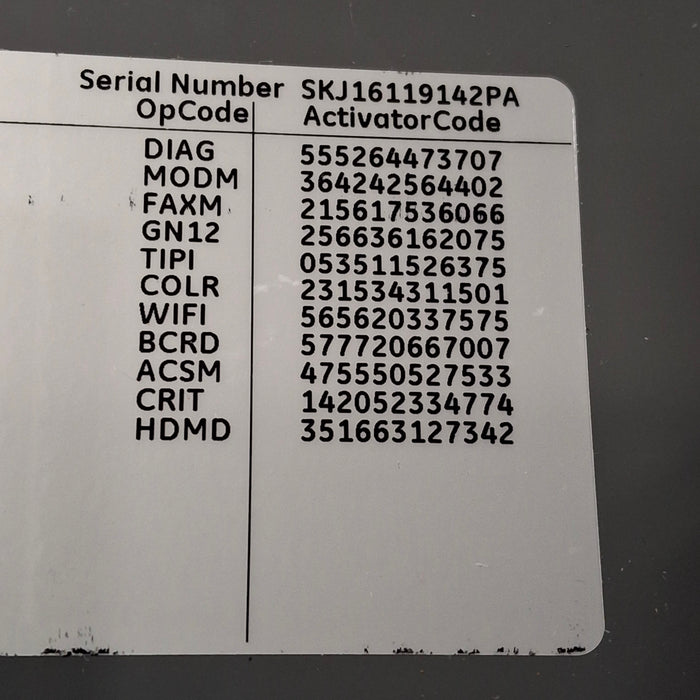 Serial Number SKJ16119142PA
OpCode ActivatorCode
DIAG 555264473707
MODM 364242564402
FAXM 215617536066
GN12 256636162075
TIPI 053511526375
COLR 231534311501
WIFI 565620337575
BCRD 577720667007
ACSM 475550527533
CRIT 142052334774
HDMD 351663127342